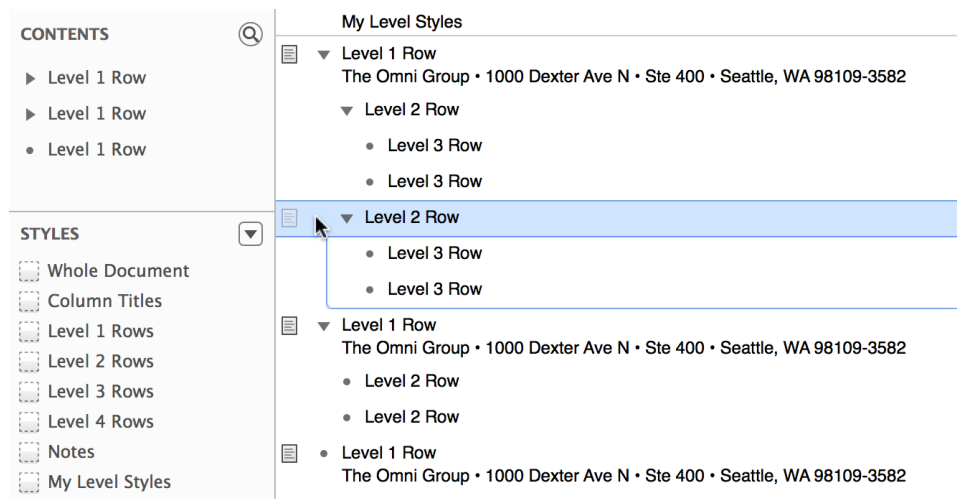 CONTENTS
Level 1 Row
Level 1 Row
Level 1 Row
STYLES
Whole Document
Column Titles
Level 1 Rows
Level 2 Rows
Level 3 Rows
Level 4 Rows
Notes
My Level Styles
My Level Styles
Level 1 Row
The Omni Group • 1000 Dexter Ave N • Ste 400 • Seattle, WA 98109-3582
Level 2 Row
Level 3 Row
Level 3 Row
Level 2 Row
Level 3 Row
Level 3 Row
Level 1 Row
The Omni Group • 1000 Dexter Ave N • Ste 400 • Seattle, WA 98109-3582
Level 2 Row
Level 2 Row
Level 1 Row
The Omni Group • 1000 Dexter Ave N • Ste 400 • Seattle, WA 98109-3582